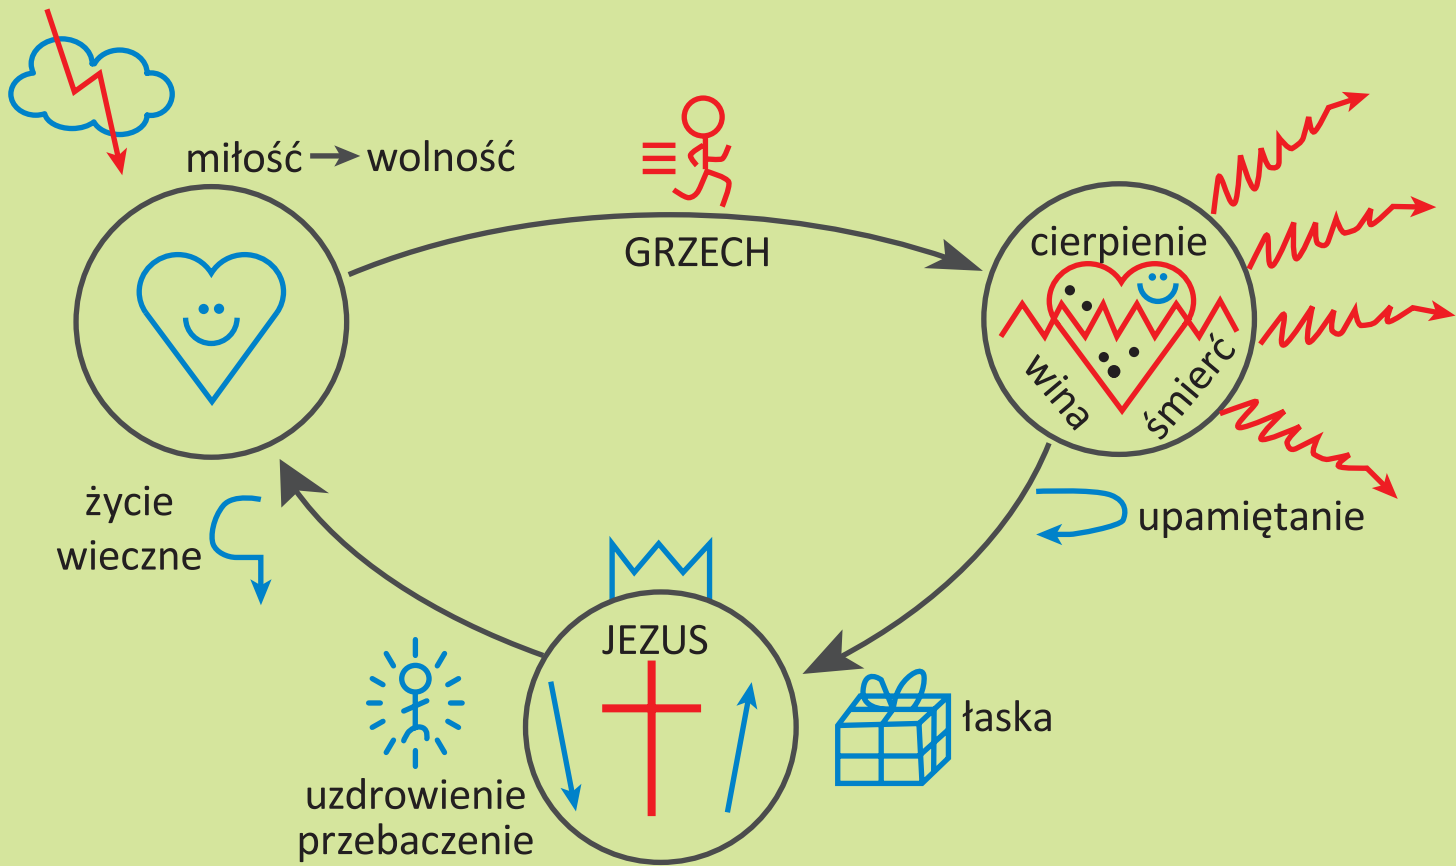 miłość → wolność
GRZECH
cierpienie
wina
śmierć
upamiętanie
łaska
JEZUS
uzdrowienie
przebaczenie
życie
wieczne